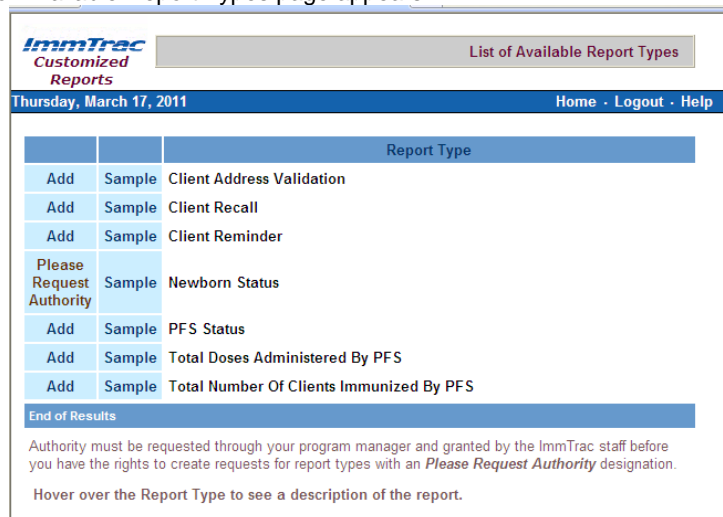 Available Report Types page appears
ImmTrac
Customized
Reports
List of Available Report Types
Thursday, March 17, 2011
Home · Logout · Help
Report Type
Add Sample Client Address Validation
Add Sample Client Recall
Add Sample Client Reminder
Please
Request
Authority
Sample Newborn Status
Add Sample PFS Status
Add Sample Total Doses Administered By PFS
Add Sample Total Number Of Clients Immunized By PFS
End of Results
Authority must be requested through your program manager and granted by the ImmTrac staff before
you have the rights to create requests for report types with an Please Request Authority designation.
Hover over the Report Type to see a description of the report.